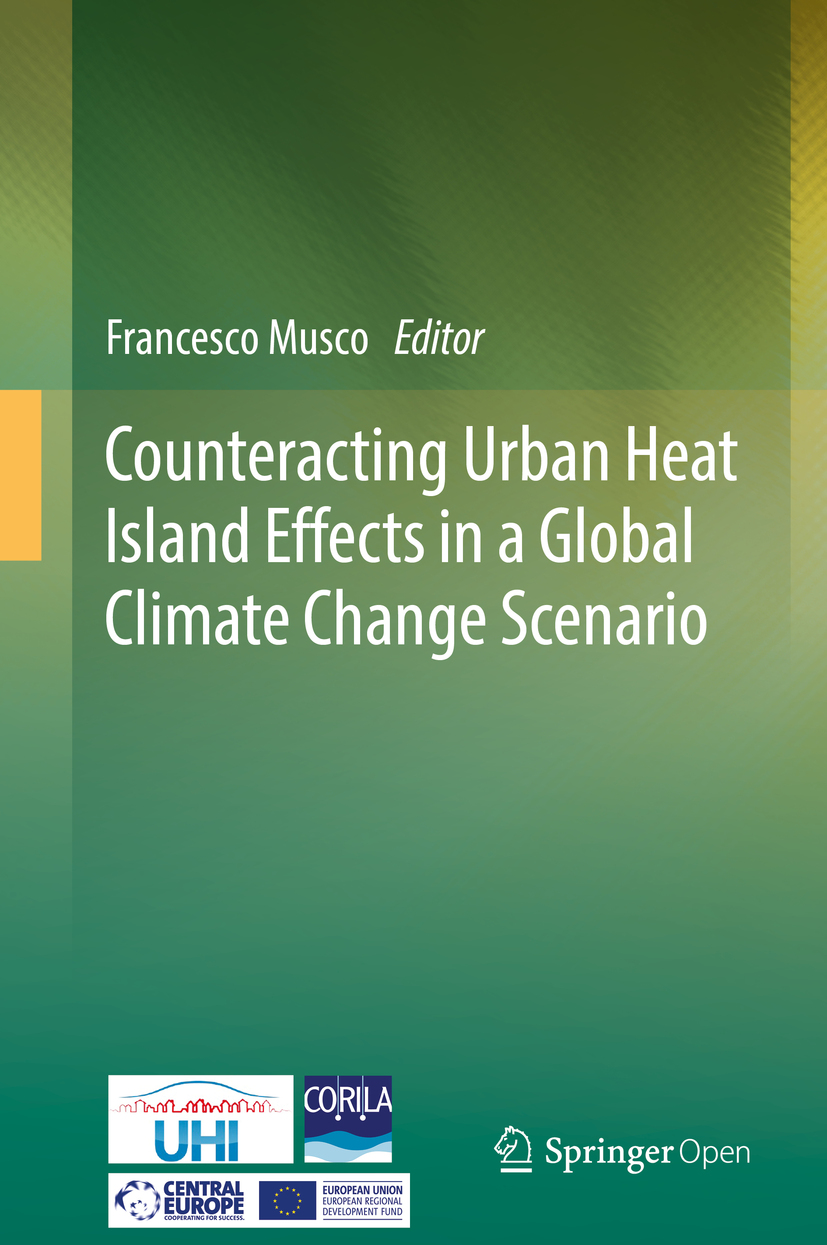 Francesco Musco Editor
Counteracting Urban Heat
Island Effects in a Global
Climate Change Scenario
UHI
CORILA
CENTRAL
EUROPE
COOPERATING FOR SUCCESS.
EUROPEAN UNION
EUROPEAN REGIONAL
DEVELOPMENT FUND
Springer Open